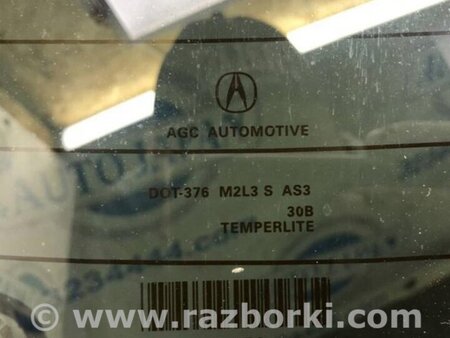 AGC AUTOMOTIVE
DOT-376 M2L3 S AS3
30B
TEMPERLITE
www.razborki.com